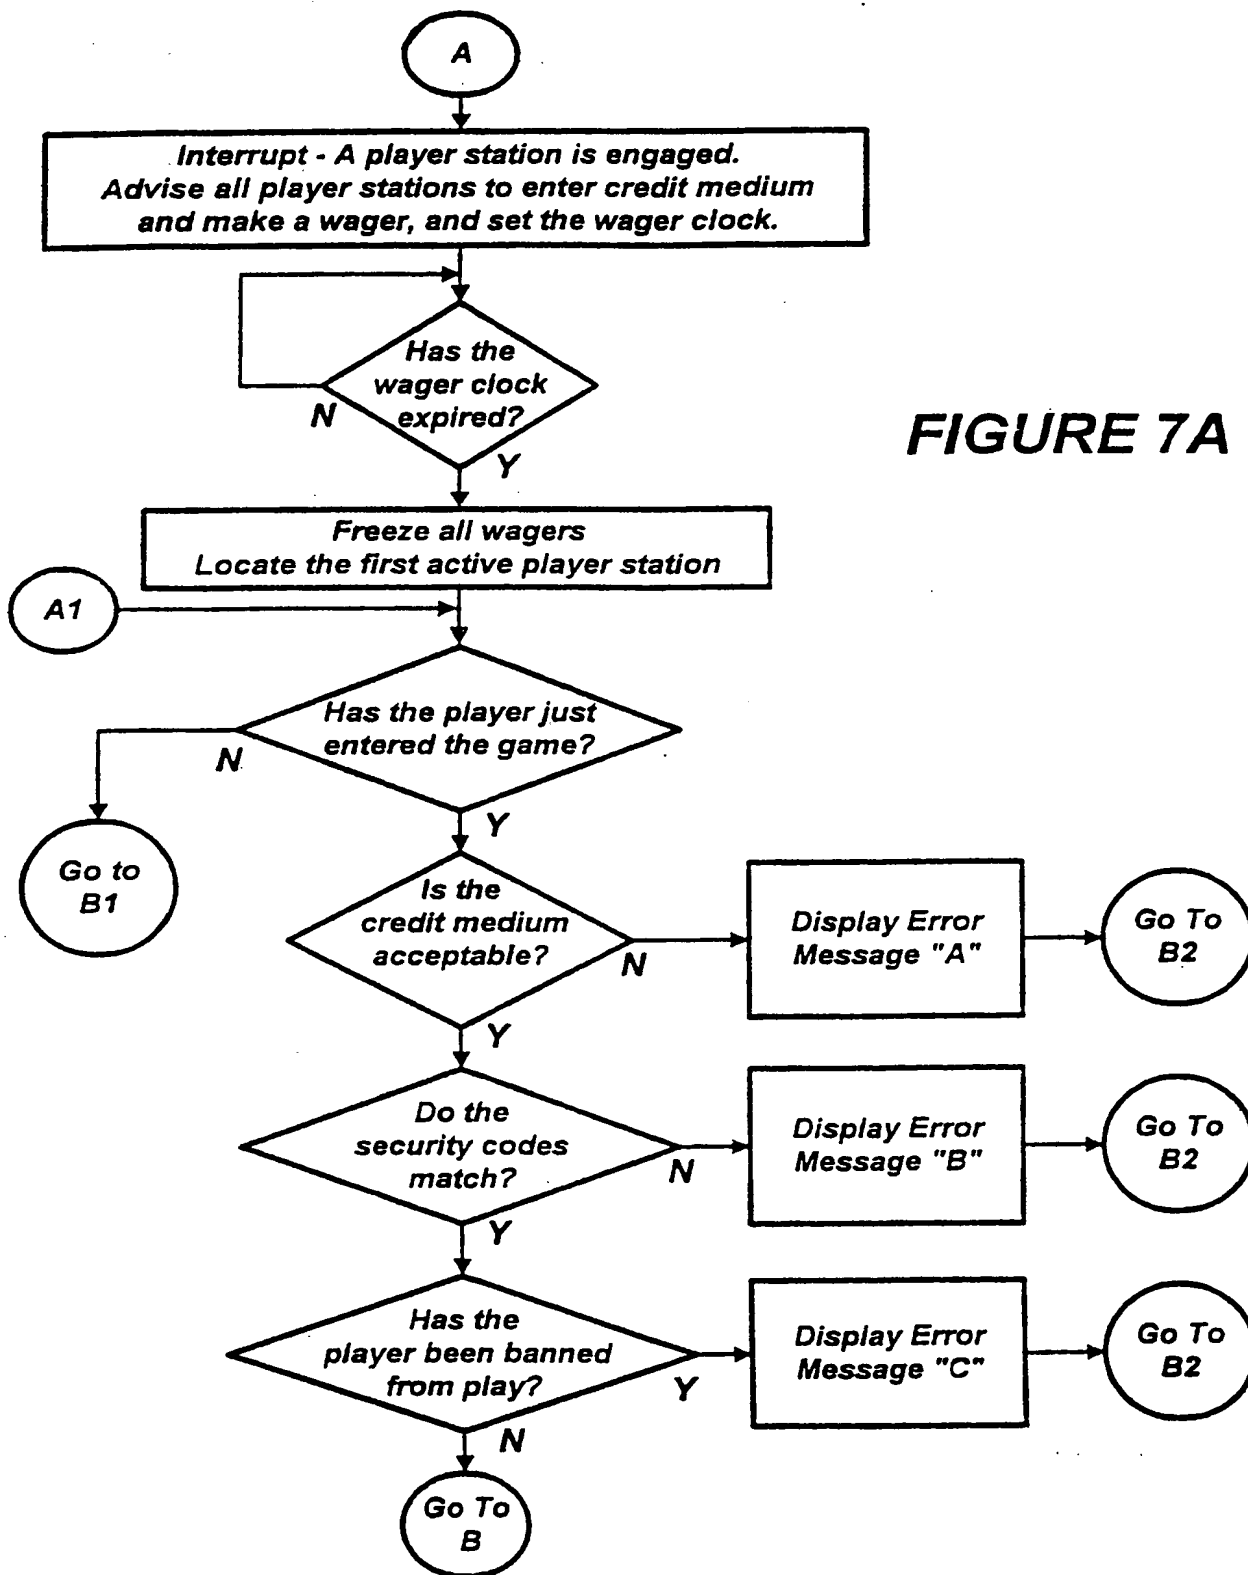 A
Interrupt - A player station is engaged.
Advise all player stations to enter credit medium
and make a wager, and set the wager clock.
Has the
wager clock
expired?
N
Y
FIGURE 7A
Freeze all wagers
Locate the first active player station
A1
Has the player just
entered the game?
N
Y
Go to
B1
Is the
credit medium
acceptable?
N
Y
Display Error
Message "A"
Go To
B2
Do the
security codes
match?
N
Y
Display Error
Message "B"
Go To
B2
Has the
player been banned
from play?
Y
N
Display Error
Message "C"
Go To
B2
Go To
B